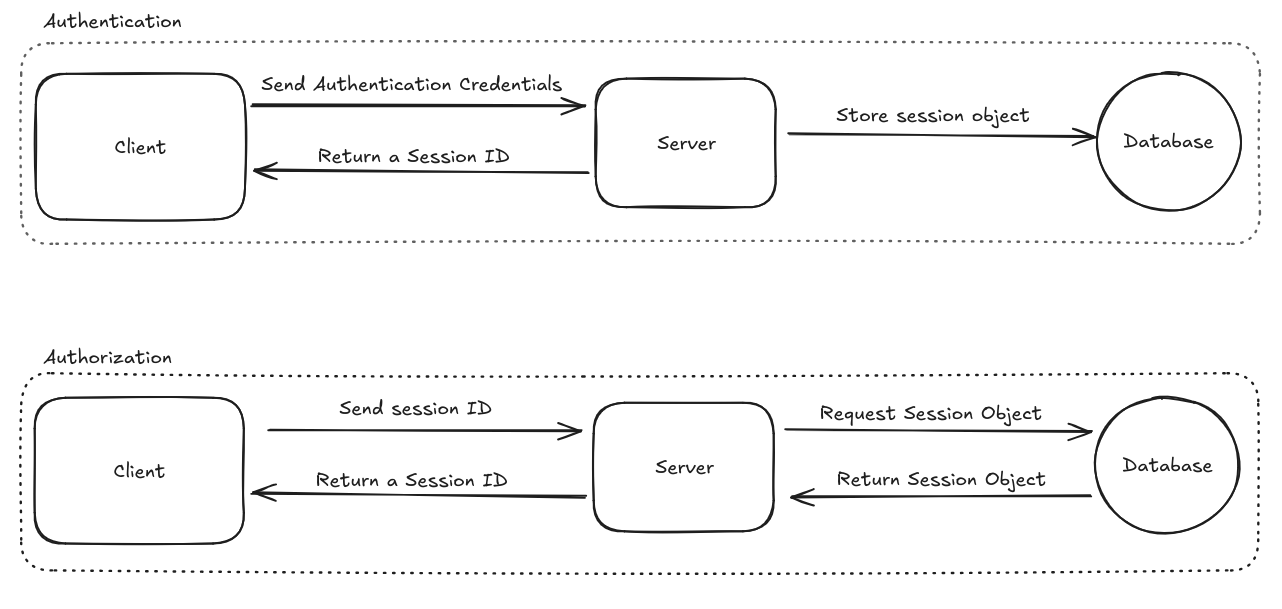 Authentication
Send Authentication Credentials
Store session object
Client
Server
Database
Return a Session ID
Authorization
Send session ID
Request Session Object
Client
Server
Database
Return a Session ID
Return Session Object